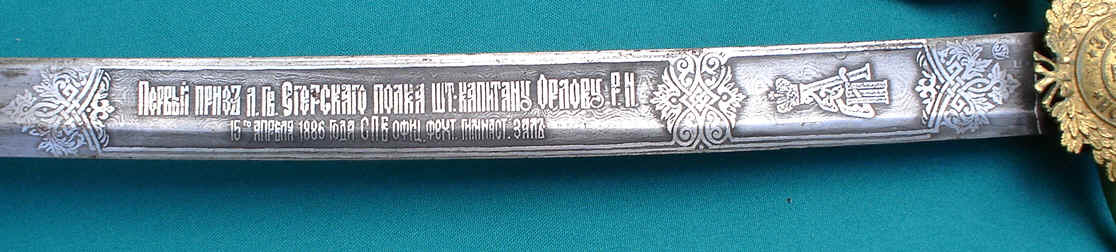 Первый призъ Л. Гв. Егерскаго полка шт. капитану Орлову. Р. Н
15го апреля 1886 года С.П.Б. офиц. фехт. гимнаст. залъ